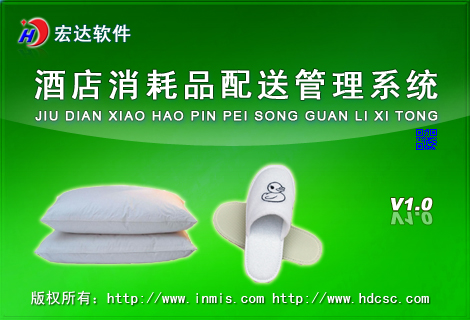 宏达软件
酒店消耗品配送管理系统
JIU DIAN XIAO HAO PIN PEI SONG GUAN LI XI TONG
V1.0
版权所有：http://www.inmis.com http://www.hdcsc.com